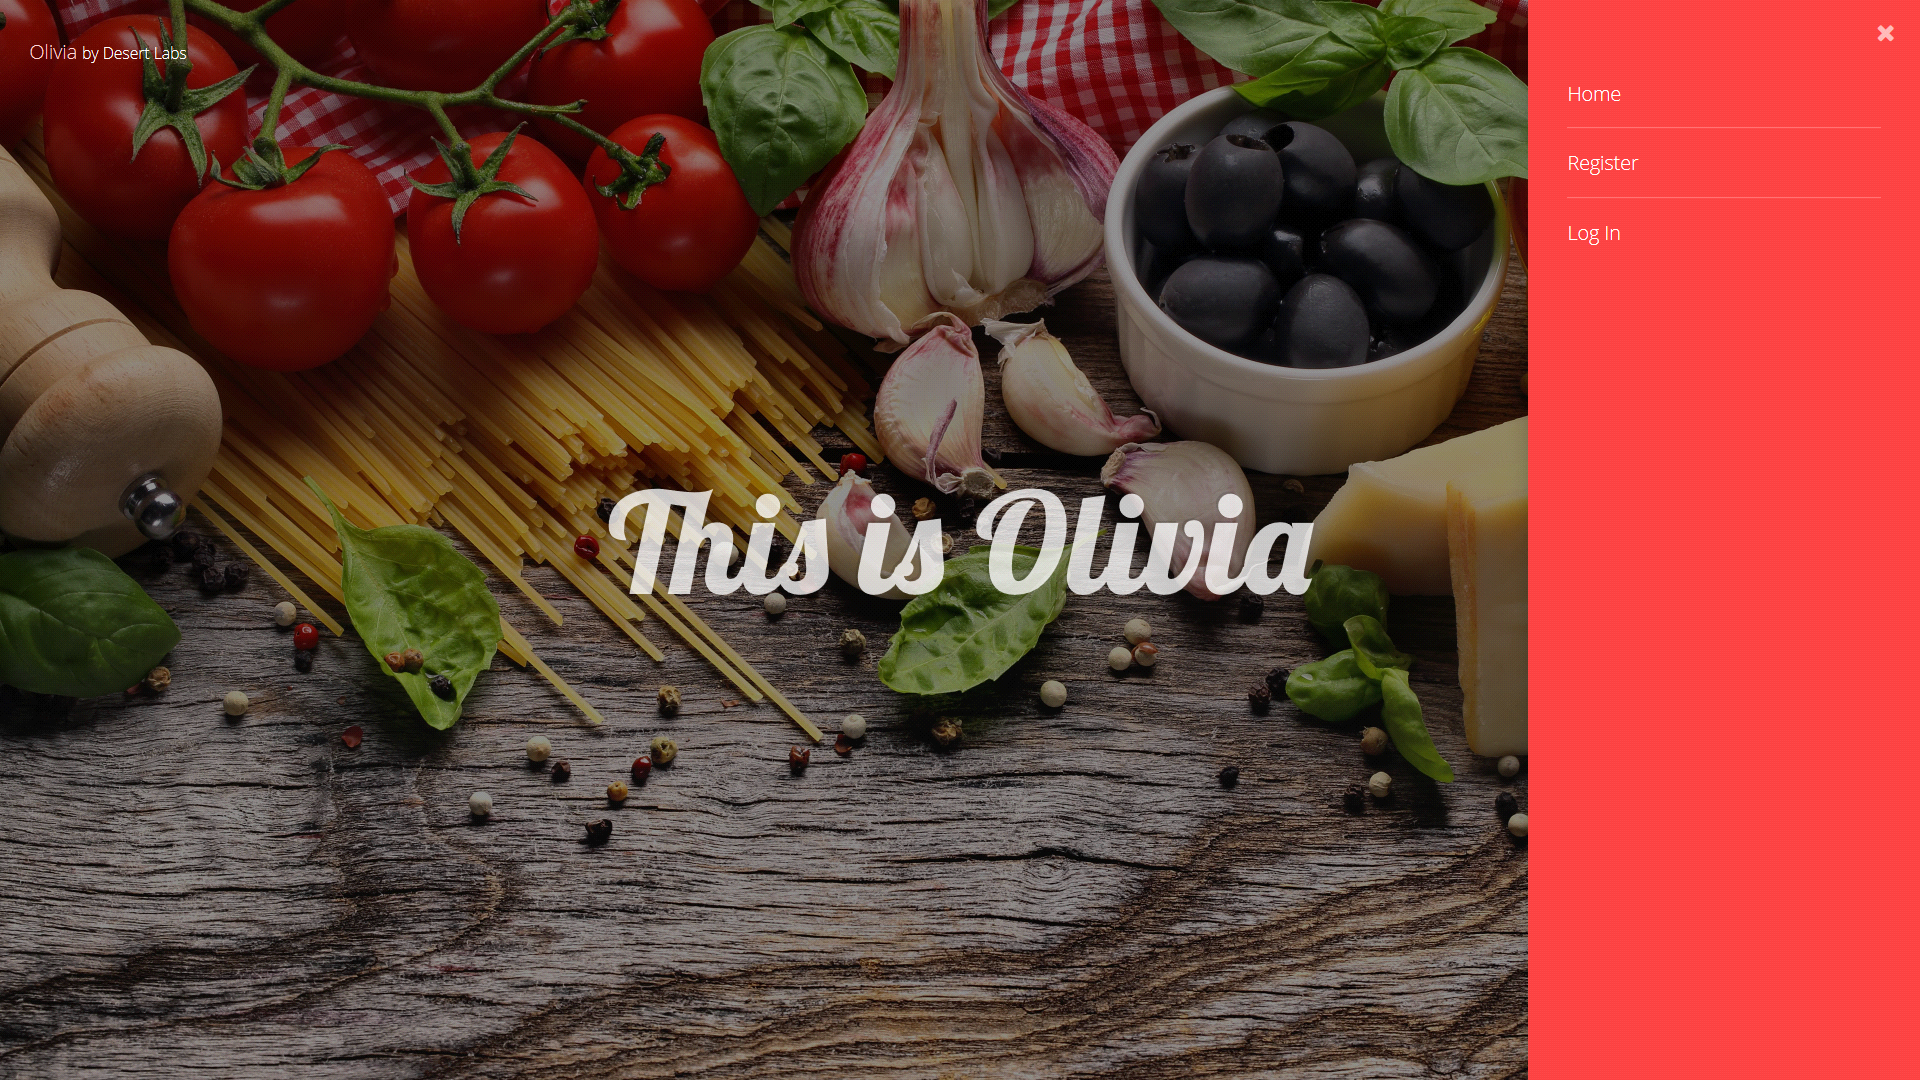 Olivia by Desert Labs
Home
Register
Log In
This is Olivia